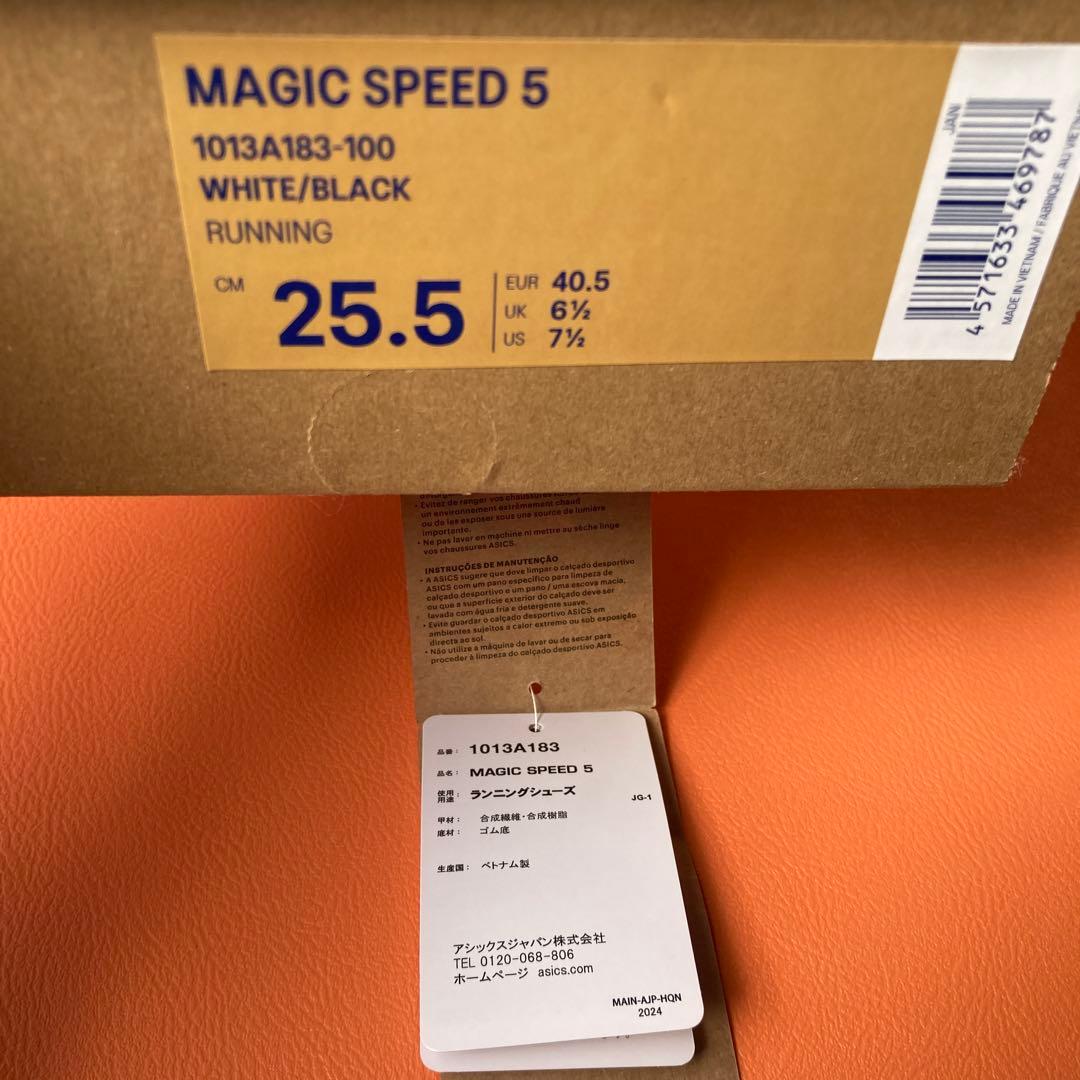 MAGIC SPEED 5
1013A183-100
WHITE/BLACK
RUNNING
CM 25.5
EUR 40.5
UK 6½
US 7½
JAN
4 571633 469787
MADE IN VIETNAM / FABRIQUÉ AU
• Evitez de ranger vos chaussures
un environnement extrêmement chaud
ou de les exposer sous une source de lumière
importante.
• Ne pas laver en machine ni mettre au sèche linge
vos chaussures ASICS.
INSTRUÇÕES DE MANUTENÇÃO
• A ASICS sugere que deve limpar o calçado desportivo
ASICS com um pano específico para limpeza de
calçado desportivo e um pano / uma escova macia,
ou que a superfície exterior do calçado deve ser
lavada com água fria e detergente suave.
• Evite guardar o calçado desportivo ASICS em
ambientes sujeitos a calor extremo ou sob exposição
directa ao sol.
• Não utilize a máquina de lavar ou de secar para
proceder à limpeza do calçado desportivo ASICS.
品番： 1013A183
品名： MAGIC SPEED 5
使用用途： ランニングシューズ
JG-1
甲材： 合成繊維・合成樹脂
底材： ゴム底
生産国： ベトナム製
アシックスジャパン株式会社
TEL 0120-068-806
ホームページ asics.com
MAIN-AJP-HQN
2024